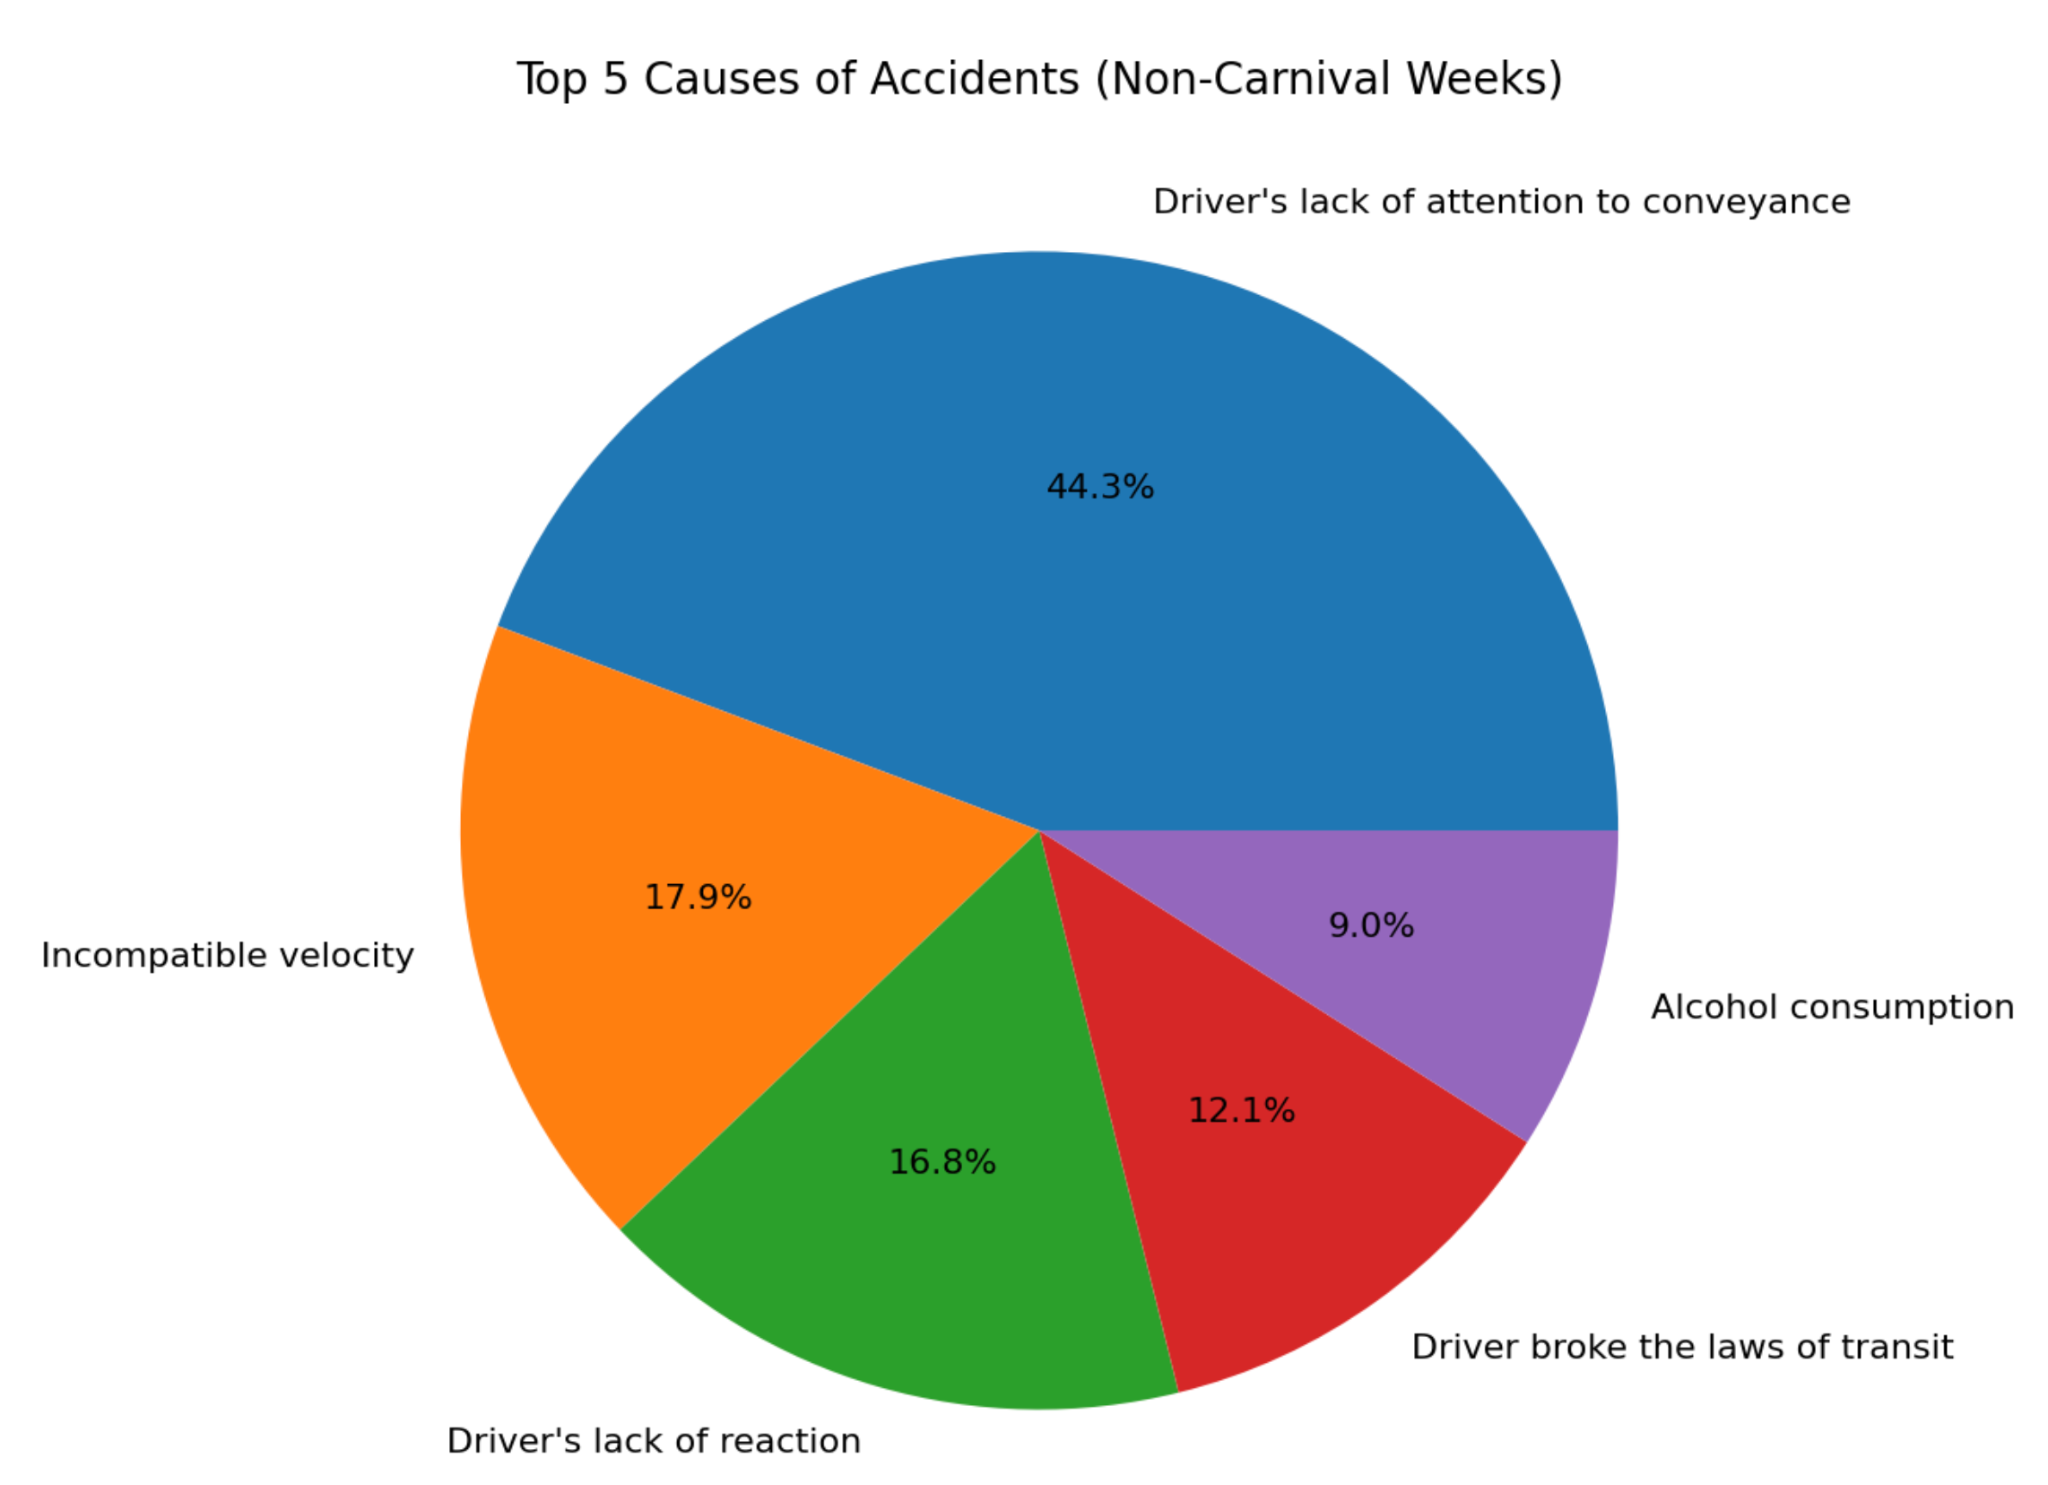 Top 5 Causes of Accidents (Non-Carnival Weeks)
Driver's lack of attention to conveyance
44.3%
17.9%
Incompatible velocity
9.0%
Alcohol consumption
12.1%
16.8%
Driver broke the laws of transit
Driver's lack of reaction